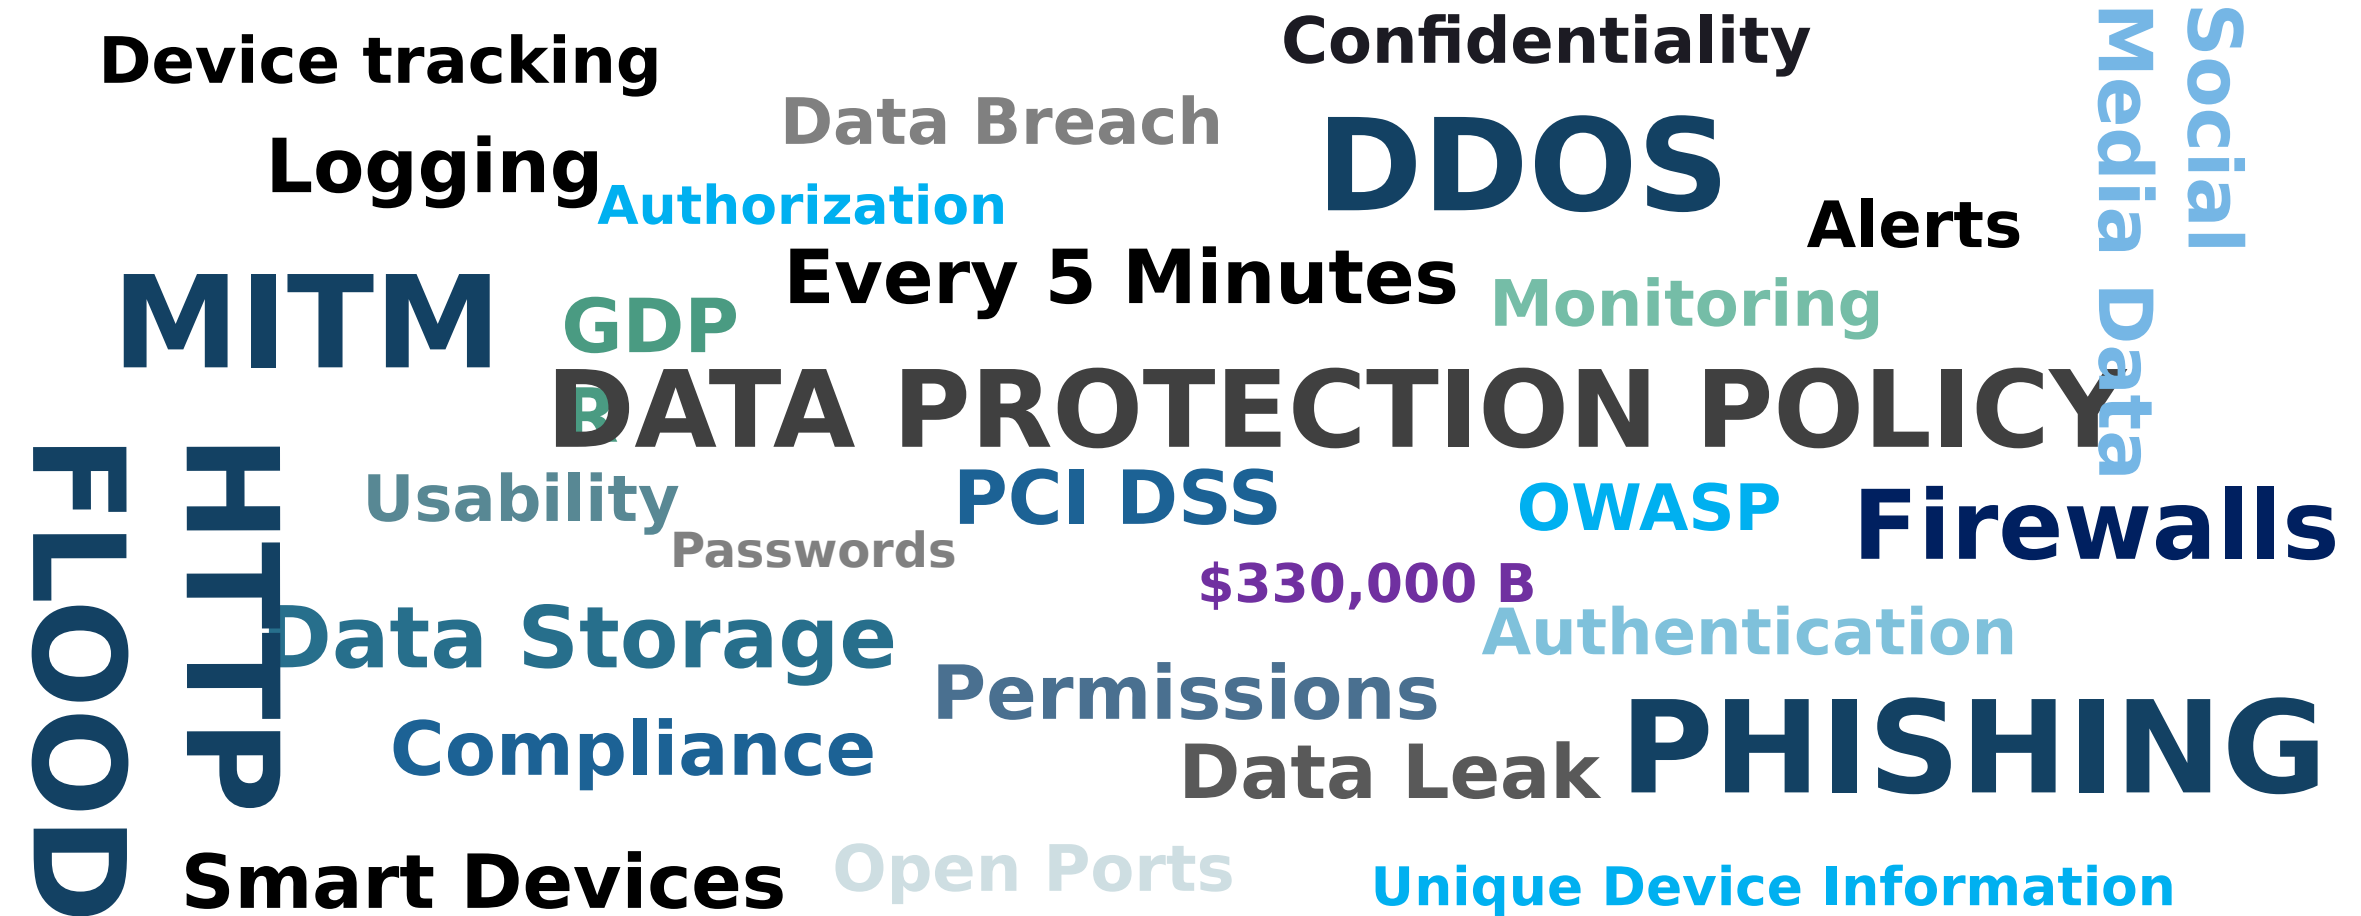 Device tracking
Confidentiality
Social
Media Data
Data Breach
DDOS
Logging
Authorization
Alerts
Every 5 Minutes
MITM
GDP
R
Monitoring
DATA PROTECTION POLICY
HTTP
FLOOD
Usability
PCI DSS
OWASP
Firewalls
Passwords
$330,000 B
Data Storage
Authentication
Permissions
Compliance
PHISHING
Data Leak
Smart Devices
Open Ports
Unique Device Information